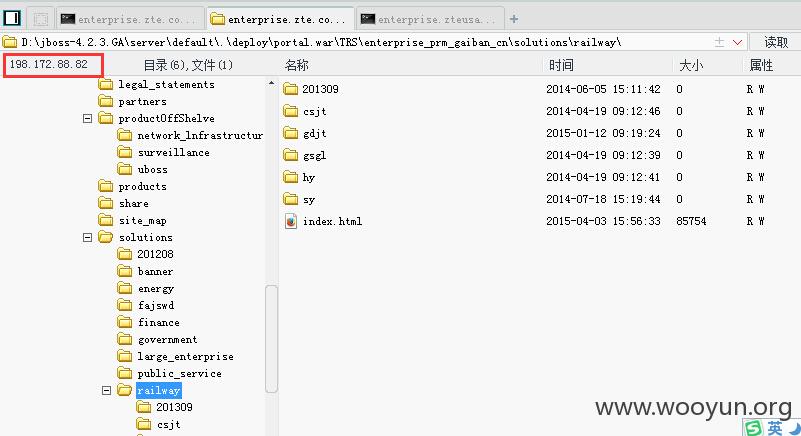 enterprise.zte.co... enterprise.zte.co... enterprise.zteusa... +
D:\jboss-4.2.3.GA\server\default\.\deploy\portal.war\TRS\enterprise_prm_gaiban_cn\solutions\railway\ 读取
198.172.88.82 目录(6),文件(1) 名称 时间 大小 属性
legal_statements
partners
productOffShelve
network_lnfrastructur
surveillance
uboss
products
share
site_map
solutions
201208
banner
energy
fajswd
finance
government
large_enterprise
public_service
railway
201309
csjt
201309 2014-06-05 15:11:42 0 R W
csjt 2014-04-19 09:12:46 0 R W
gdjt 2015-01-12 09:19:24 0 R W
gsgl 2014-04-19 09:12:39 0 R W
hy 2014-04-19 09:12:41 0 R W
sy 2014-07-18 15:19:44 0 R W
index.html 2015-04-03 15:56:33 85754 R W
www.wooyun.org
S 英